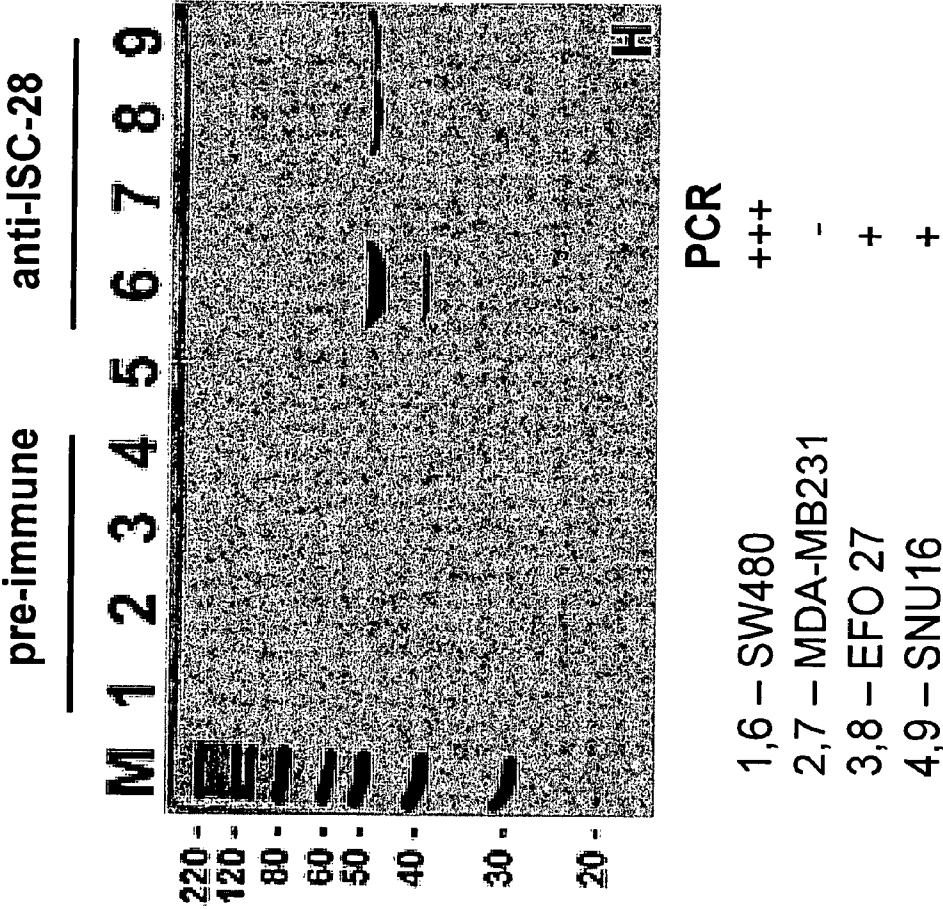 pre-immune anti-ISC-28
M 1 2 3 4 5 6 7 8 9
220 -
120 -
80 -
60 -
50 -
40 -
30 -
20 -
H
PCR
1,6 – SW480 +++
2,7 – MDA-MB231 -
3,8 – EFO 27 +
4,9 – SNU16 +